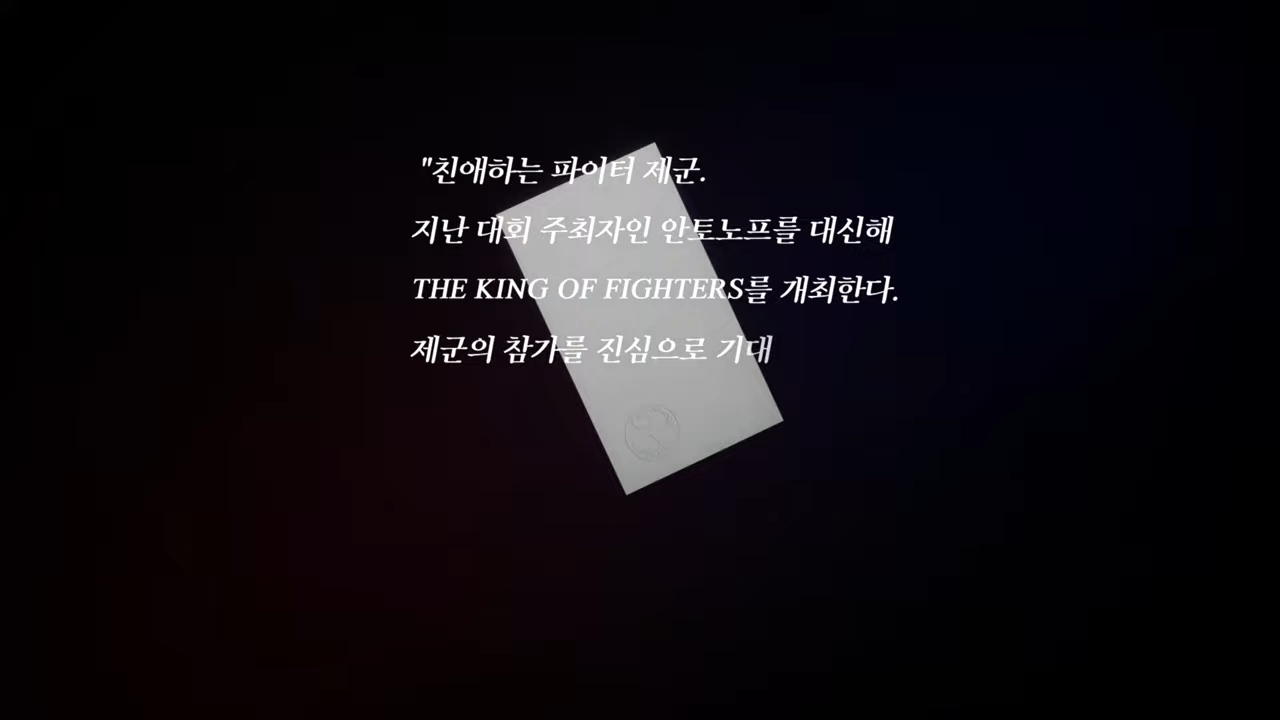 "친애하는 파이터 제군.
지난 대회 주최자인 안토노프를 대신해
THE KING OF FIGHTERS를 개최한다.
제군의 참가를 진심으로 기대